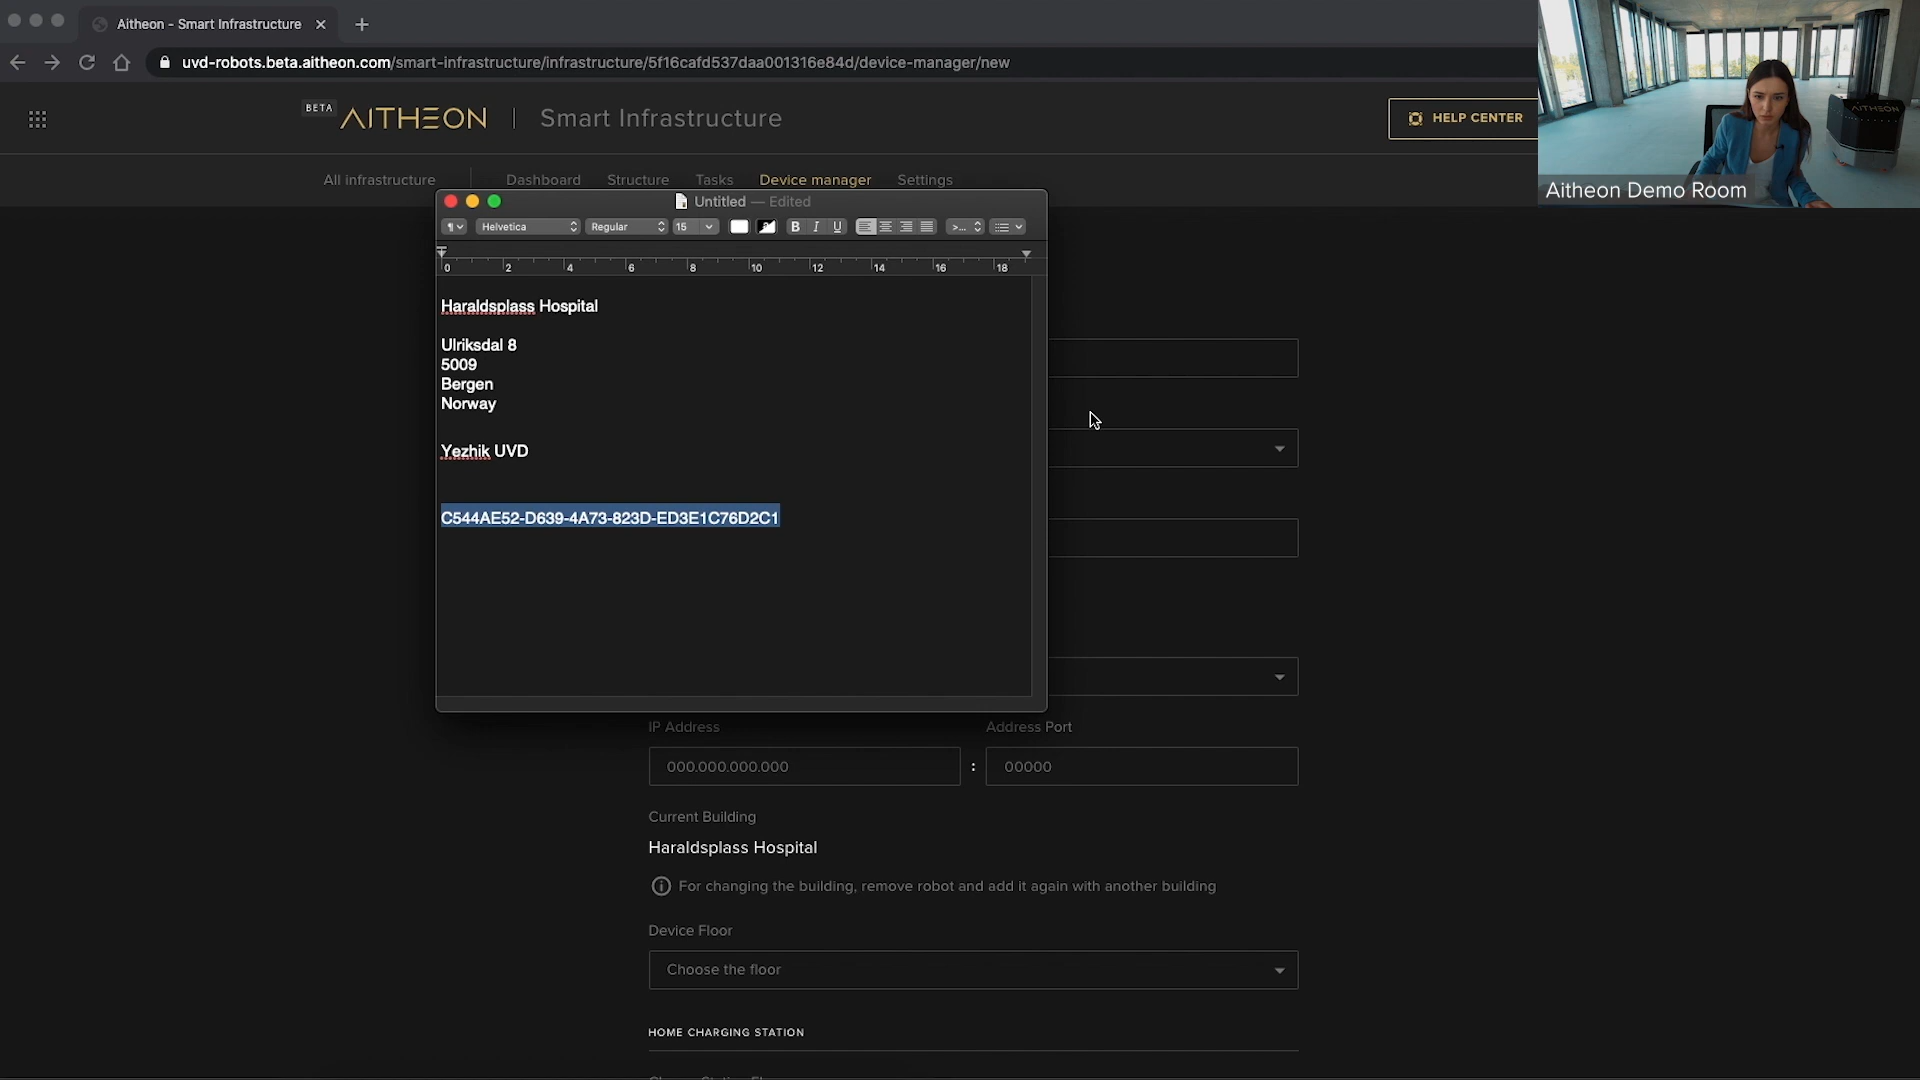 Aitheon - Smart Infrastructure
uvd-robots.beta.aitheon.com/smart-infrastructure/infrastructure/5f16cafd537daa001316e84d/device-manager/new
BETA AITHEON | Smart Infrastructure
HELP CENTER
AITHEON
Aitheon Demo Room
All infrastructure Dashboard Structure Tasks Device manager Settings
Untitled — Edited
Helvetica Regular 15 B I U
0 2 4 6 8 10 12 14 16 18
Haraldsplass Hospital
Ulriksdal 8
5009
Bergen
Norway
Yezhik UVD
C544AE52-D639-4A73-823D-ED3E1C76D2C1
IP Address Address Port
000.000.000.000 : 00000
Current Building
Haraldsplass Hospital
For changing the building, remove robot and add it again with another building
Device Floor
Choose the floor
HOME CHARGING STATION